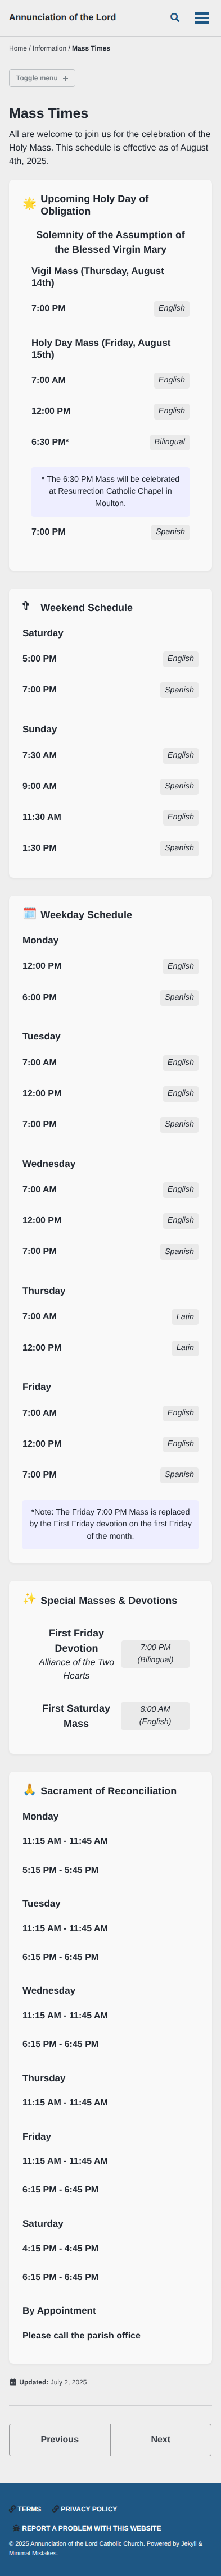 Annunciation of the Lord
Home / Information / Mass Times
Toggle menu +
Mass Times
All are welcome to join us for the celebration of the
Holy Mass. This schedule is effective as of August
4th, 2025.
Upcoming Holy Day of
Obligation
Solemnity of the Assumption of
the Blessed Virgin Mary
Vigil Mass (Thursday, August
14th)
7:00 PM English
Holy Day Mass (Friday, August
15th)
7:00 AM English
12:00 PM English
6:30 PM* Bilingual
* The 6:30 PM Mass will be celebrated
at Resurrection Catholic Chapel in
Moulton.
7:00 PM Spanish
Weekend Schedule
Saturday
5:00 PM English
7:00 PM Spanish
Sunday
7:30 AM English
9:00 AM Spanish
11:30 AM English
1:30 PM Spanish
Weekday Schedule
Monday
12:00 PM English
6:00 PM Spanish
Tuesday
7:00 AM English
12:00 PM English
7:00 PM Spanish
Wednesday
7:00 AM English
12:00 PM English
7:00 PM Spanish
Thursday
7:00 AM Latin
12:00 PM Latin
Friday
7:00 AM English
12:00 PM English
7:00 PM Spanish
*Note: The Friday 7:00 PM Mass is replaced
by the First Friday devotion on the first Friday
of the month.
Special Masses & Devotions
First Friday
Devotion
Alliance of the Two
Hearts
7:00 PM
(Bilingual)
First Saturday
Mass
8:00 AM
(English)
Sacrament of Reconciliation
Monday
11:15 AM - 11:45 AM
5:15 PM - 5:45 PM
Tuesday
11:15 AM - 11:45 AM
6:15 PM - 6:45 PM
Wednesday
11:15 AM - 11:45 AM
6:15 PM - 6:45 PM
Thursday
11:15 AM - 11:45 AM
Friday
11:15 AM - 11:45 AM
6:15 PM - 6:45 PM
Saturday
4:15 PM - 4:45 PM
6:15 PM - 6:45 PM
By Appointment
Please call the parish office
Updated: July 2, 2025
Previous Next
TERMS PRIVACY POLICY
REPORT A PROBLEM WITH THIS WEBSITE
© 2025 Annunciation of the Lord Catholic Church. Powered by Jekyll &
Minimal Mistakes.